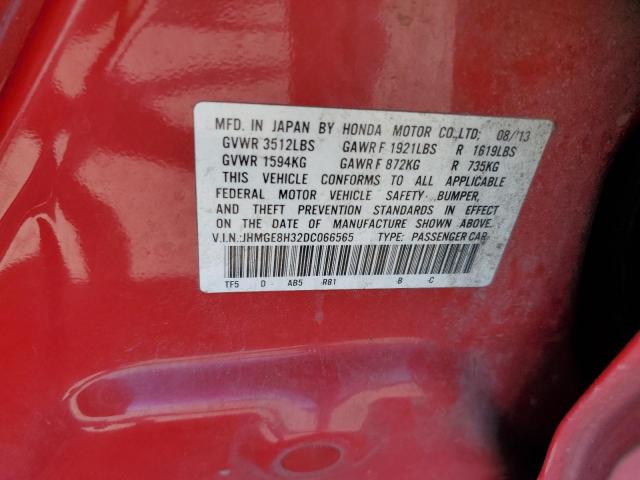 MFD. IN JAPAN BY HONDA MOTOR CO.,LTD; 08/13
GVWR 3512LBS GAWR F 1921LBS R 1619LBS
GVWR 1594KG GAWR F 872KG R 735KG
THIS VEHICLE CONFORMS TO ALL APPLICABLE
FEDERAL MOTOR VEHICLE SAFETY, BUMPER,
AND THEFT PREVENTION STANDARDS IN EFFECT
ON THE DATE OF MANUFACTURE SHOWN ABOVE.
V.I.N.:JHMGE8H32DC066565 TYPE: PASSENGER CAR
TF5 D AB5 R81 B C